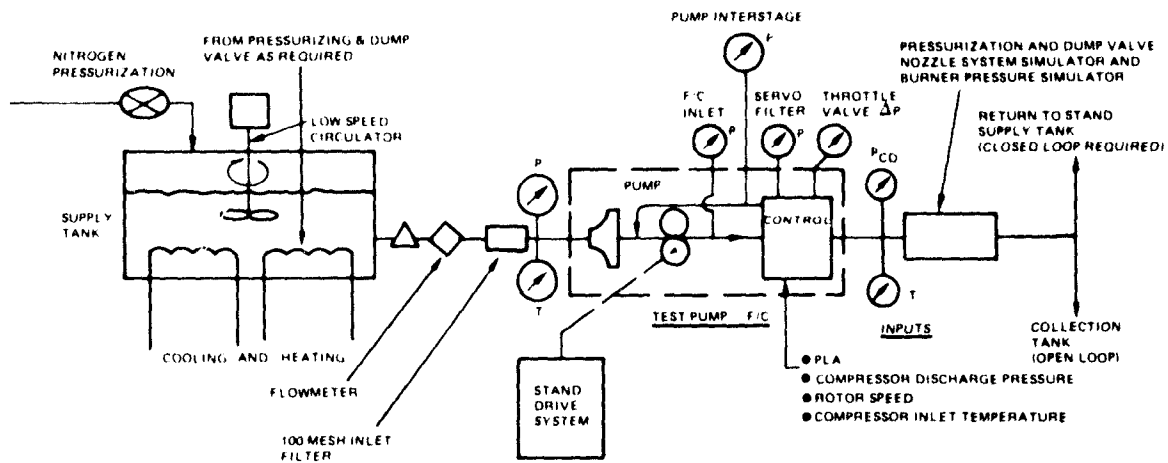 PUMP INTERSTAGE
P
NITROGEN
PRESSURIZATION
FROM PRESSURIZING & DUMP
VALVE AS REQUIRED
LOW SPEED
CIRCULATOR
SUPPLY
TANK
COOLING AND HEATING
FLOWMETER
100 MESH INLET
FILTER
P
T
F/C
INLET
P
SERVO
FILTER
P
THROTTLE
VALVE ΔP
PUMP
CONTROL
TEST PUMP F/C
STAND
DRIVE
SYSTEM
PCD
T
INPUTS
● PLA
● COMPRESSOR DISCHARGE PRESSURE
● ROTOR SPEED
● COMPRESSOR INLET TEMPERATURE
PRESSURIZATION AND DUMP VALVE
NOZZLE SYSTEM SIMULATOR AND
BURNER PRESSURE SIMULATOR
RETURN TO STAND
SUPPLY TANK
(CLOSED LOOP REQUIRED)
COLLECTION
TANK
(OPEN LOOP)